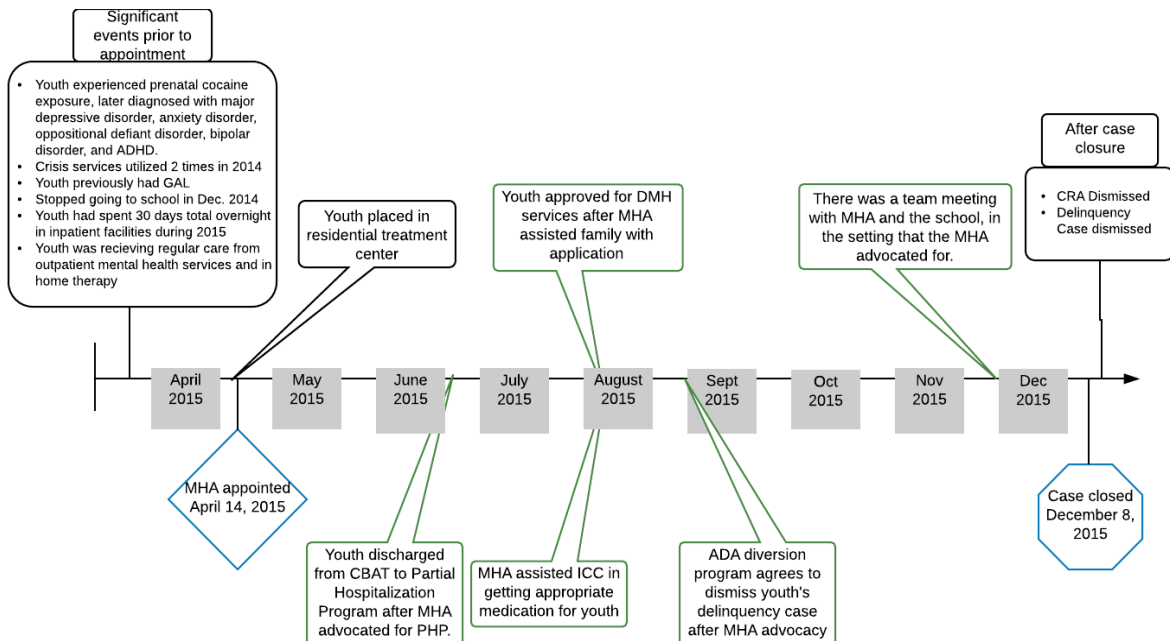 Significant
events prior to
appointment
• Youth experienced prenatal cocaine
exposure, later diagnosed with major
depressive disorder, anxiety disorder,
oppositional defiant disorder, bipolar
disorder, and ADHD.
• Crisis services utilized 2 times in 2014
• Youth previously had GAL
• Stopped going to school in Dec. 2014
• Youth had spent 30 days total overnight
in inpatient facilities during 2015
• Youth was recieving regular care from
outpatient mental health services and in
home therapy
Youth placed in
residential treatment
center
Youth approved for DMH
services after MHA
assisted family with
application
There was a team meeting
with MHA and the school, in
the setting that the MHA
advocated for.
After case
closure
• CRA Dismissed
• Delinquency
Case dismissed
April
2015
May
2015
June
2015
July
2015
August
2015
Sept
2015
Oct
2015
Nov
2015
Dec
2015
MHA appointed
April 14, 2015
Youth discharged
from CBAT to Partial
Hospitalization
Program after MHA
advocated for PHP.
MHA assisted ICC in
getting appropriate
medication for youth
ADA diversion
program agrees to
dismiss youth's
delinquency case
after MHA advocacy
Case closed
December 8,
2015